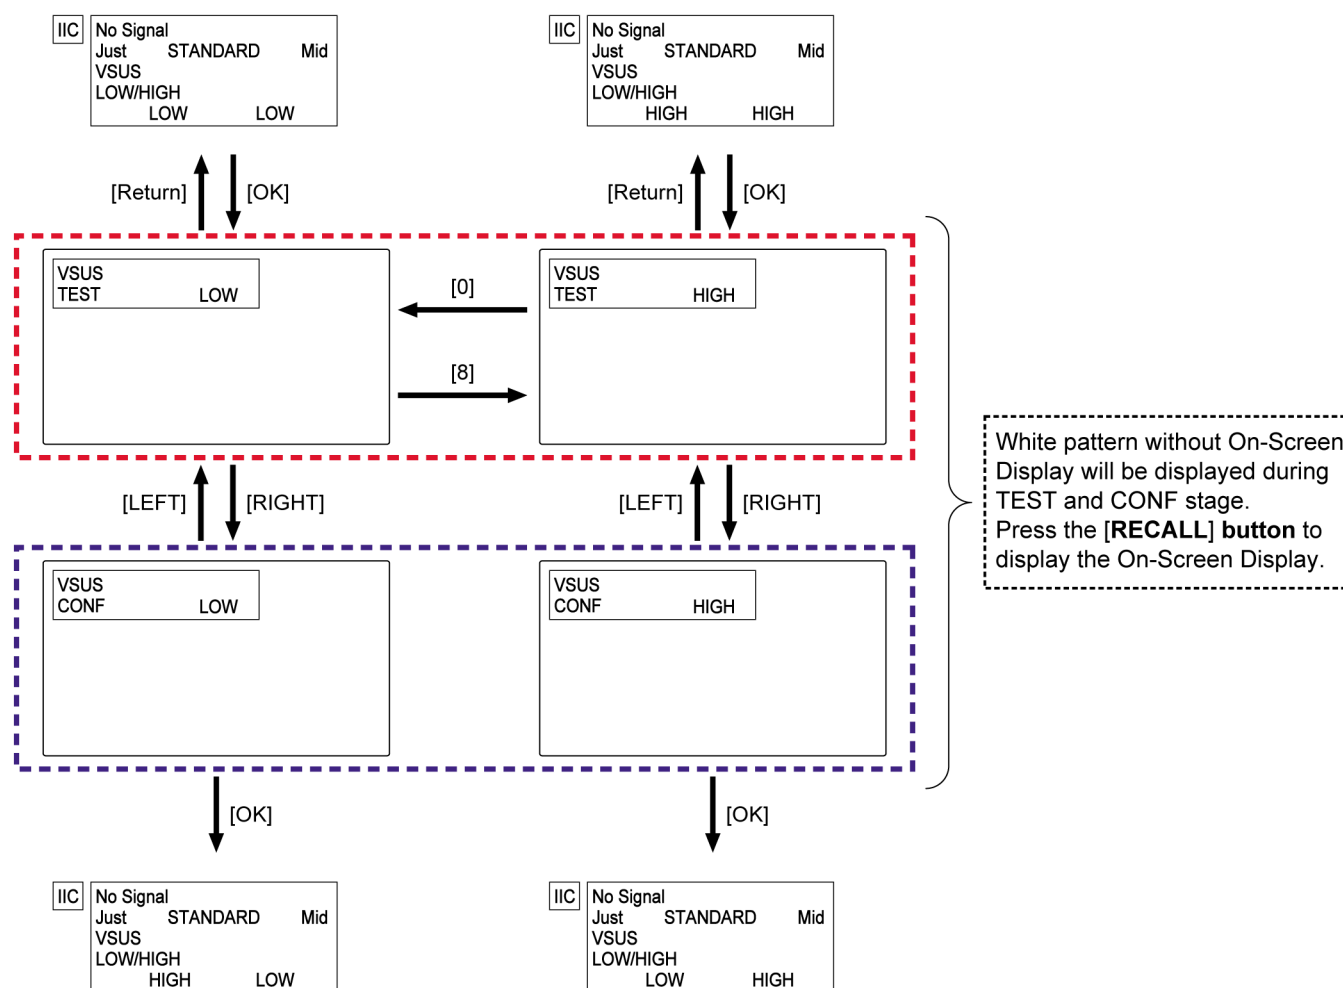 IIC
No Signal
Just STANDARD Mid
VSUS
LOW/HIGH
LOW LOW
IIC
No Signal
Just STANDARD Mid
VSUS
LOW/HIGH
HIGH HIGH
[Return]
[OK]
[Return]
[OK]
VSUS
TEST LOW
[0]
[8]
VSUS
TEST HIGH
[LEFT]
[RIGHT]
[LEFT]
[RIGHT]
White pattern without On-Screen
Display will be displayed during
TEST and CONF stage.
Press the [RECALL] button to
display the On-Screen Display.
VSUS
CONF LOW
VSUS
CONF HIGH
[OK]
[OK]
IIC
No Signal
Just STANDARD Mid
VSUS
LOW/HIGH
HIGH LOW
IIC
No Signal
Just STANDARD Mid
VSUS
LOW/HIGH
LOW HIGH